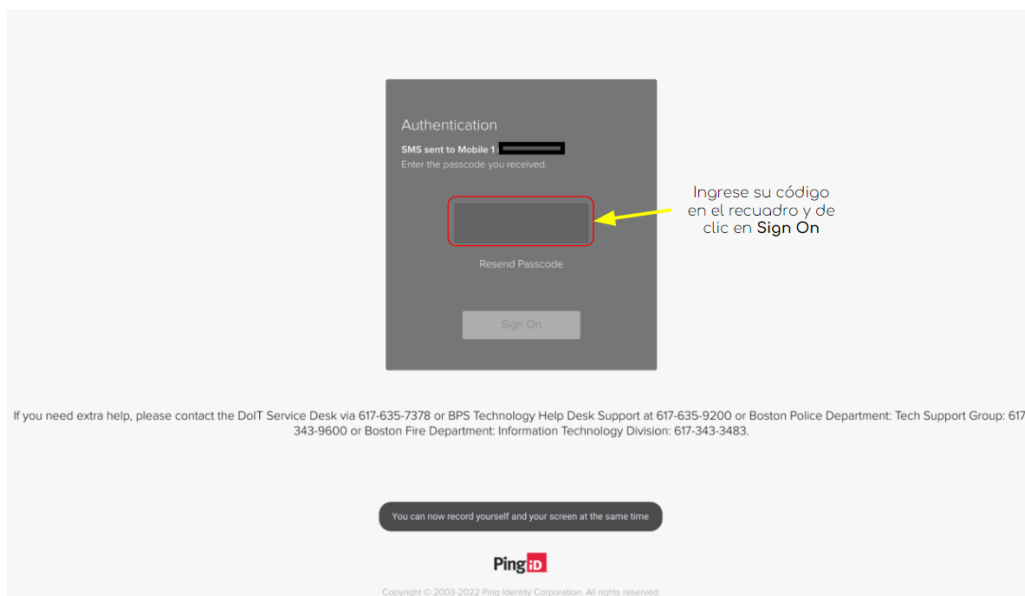 Authentication
SMS sent to Mobile 1
Enter the passcode you received.
Ingrese su código
en el recuadro y de
clic en Sign On
Resend Passcode
Sign On
If you need extra help, please contact the DoIT Service Desk via 617-635-7378 or BPS Technology Help Desk Support at 617-635-9200 or Boston Police Department: Tech Support Group: 617
343-9600 or Boston Fire Department: Information Technology Division: 617-343-3483.
You can now record yourself and your screen at the same time
PingID
Copyright © 2003-2022 Ping Identity Corporation. All rights reserved.